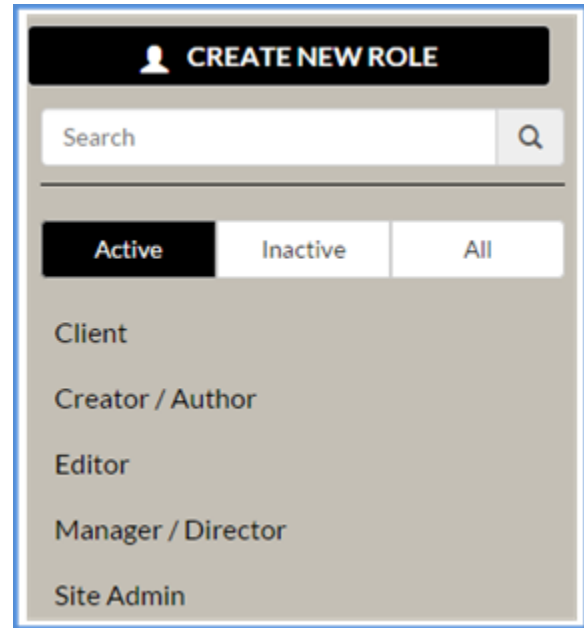 CREATE NEW ROLE
Search
Active Inactive All
Client
Creator / Author
Editor
Manager / Director
Site Admin